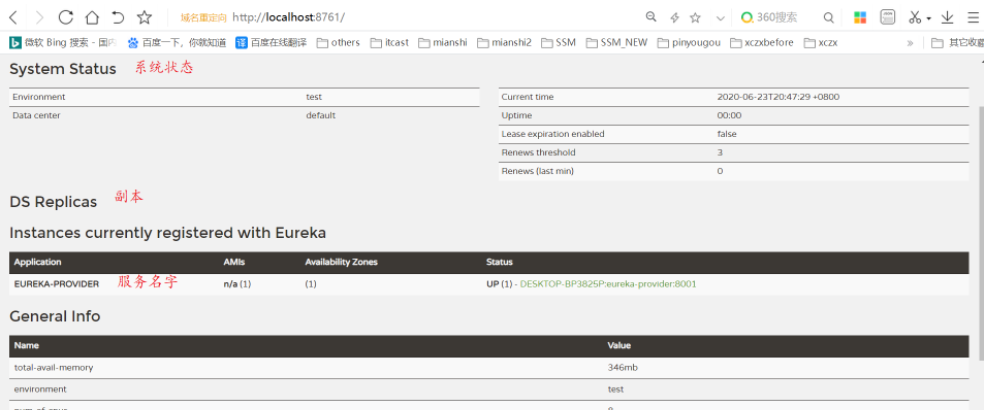 域名重定向 http://localhost:8761/ 360搜索
微软 Bing 搜索 - 国内 百度一下，你就知道 百度在线翻译 others itcast mianshi mianshi2 SSM SSM_NEW pinyougou xczxbefore xczx » 其它收藏
System Status 系统状态
Environment test Current time 2020-06-23T20:47:29 +0800
Data center default Uptime 00:00
Lease expiration enabled false
Renews threshold 3
Renews (last min) 0
DS Replicas 副本
Instances currently registered with Eureka
Application AMIs Availability Zones Status
EUREKA-PROVIDER 服务名字 n/a (1) (1) UP (1) - DESKTOP-BP3825P:eureka-provider:8001
General Info
Name Value
total-avail-memory 346mb
environment test